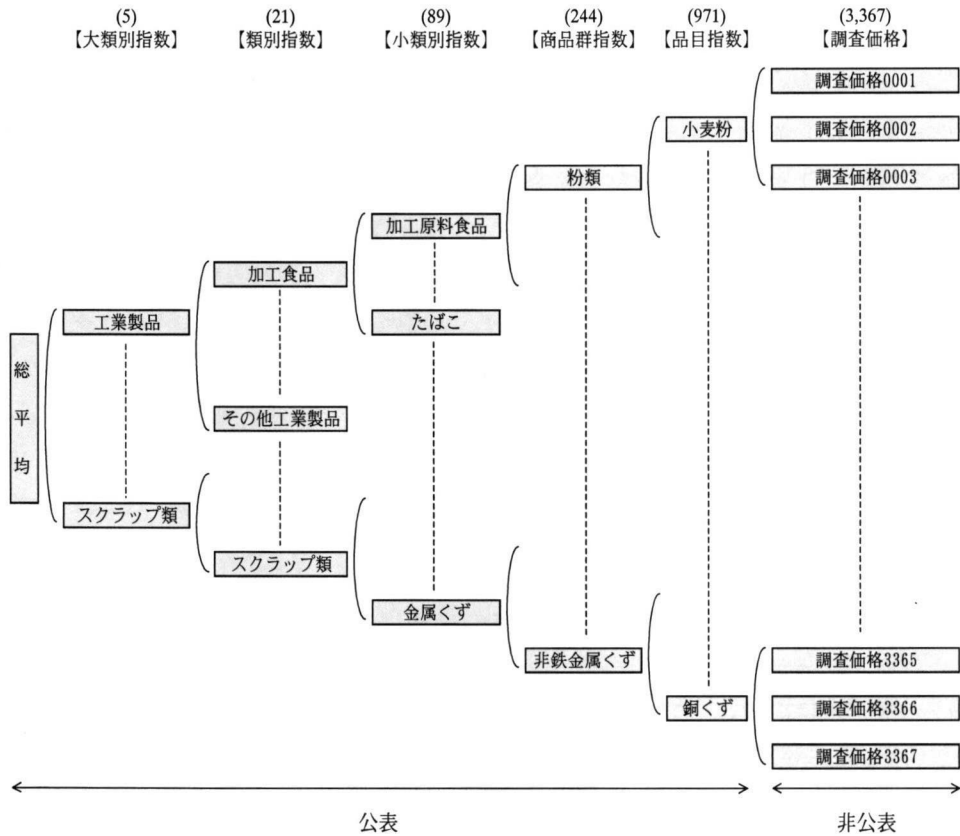 (5) (21) (89) (244) (971) (3,367)
【大類別指数】 【類別指数】 【小類別指数】 【商品群指数】 【品目指数】 【調査価格】
調査価格0001
小麦粉 調査価格0002
粉類 調査価格0003
加工原料食品
加工食品
工業製品 たばこ
総平均
その他工業製品
スクラップ類
スクラップ類
金属くず
非鉄金属くず 調査価格3365
銅くず 調査価格3366
調査価格3367
公表 非公表